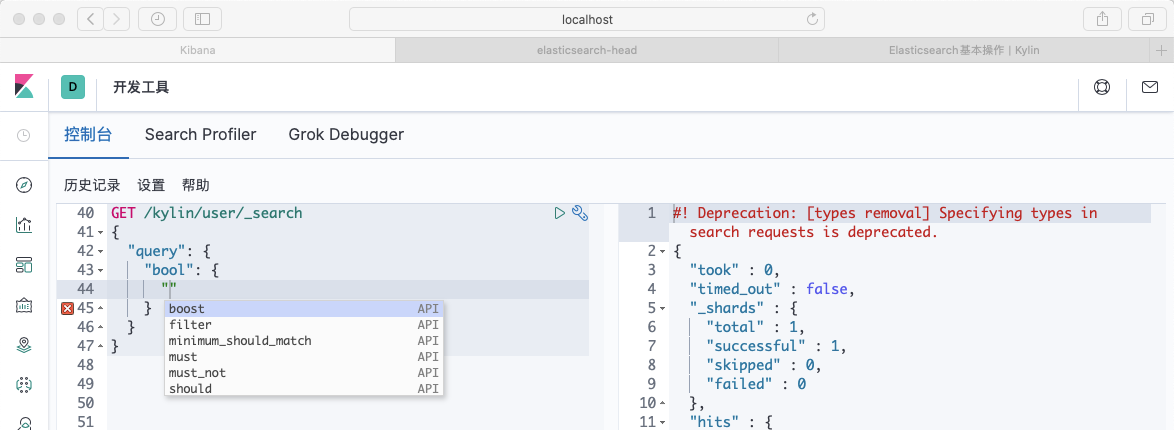 localhost
Kibana
elasticsearch-head
Elasticsearch基本操作 | Kylin
D
开发工具
控制台
Search Profiler
Grok Debugger
历史记录 设置 帮助
40 GET /kylin/user/_search
41 {
42 "query": {
43 "bool": {
44 ""
45 }
46 }
47 }
48
49
50
51
boost API
filter API
minimum_should_match API
must API
must_not API
should API
1 #! Deprecation: [types removal] Specifying types in
search requests is deprecated.
2 {
3 "took" : 0,
4 "timed_out" : false,
5 "_shards" : {
6 "total" : 1,
7 "successful" : 1,
8 "skipped" : 0,
9 "failed" : 0
10 },
11 "hits" : {